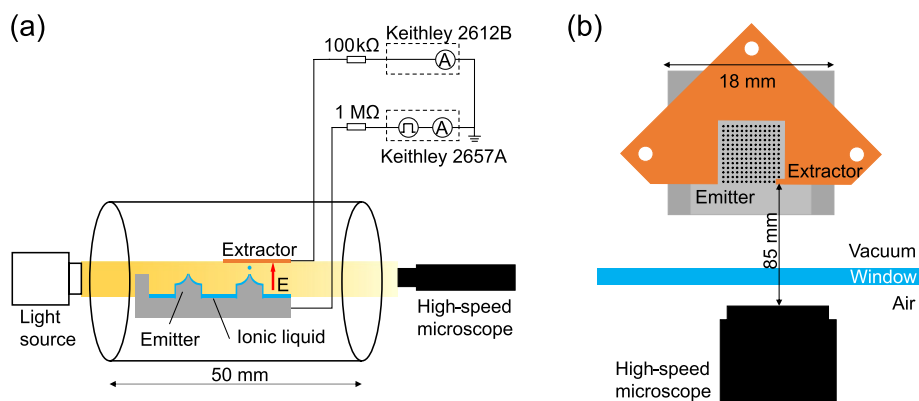 (a)
Keithley 2612B
100kΩ
A
1 MΩ
A
Keithley 2657A
Extractor
E
Light
source
Emitter
Ionic liquid
High-speed
microscope
50 mm
(b)
18 mm
Extractor
Emitter
85 mm
Vacuum
Window
Air
High-speed
microscope